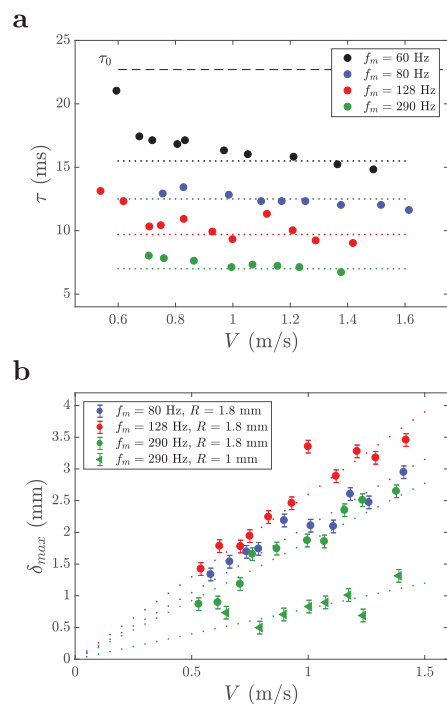 a
τ0
fm = 60 Hz
fm = 80 Hz
fm = 128 Hz
fm = 290 Hz
25
20
15
10
5
τ (ms)
0.6 0.8 1 1.2 1.4 1.6
V (m/s)
b
fm = 80 Hz, R = 1.8 mm
fm = 128 Hz, R = 1.8 mm
fm = 290 Hz, R = 1.8 mm
fm = 290 Hz, R = 1 mm
4
3.5
3
2.5
2
1.5
1
0.5
0
δmax (mm)
0 0.5 1 1.5
V (m/s)